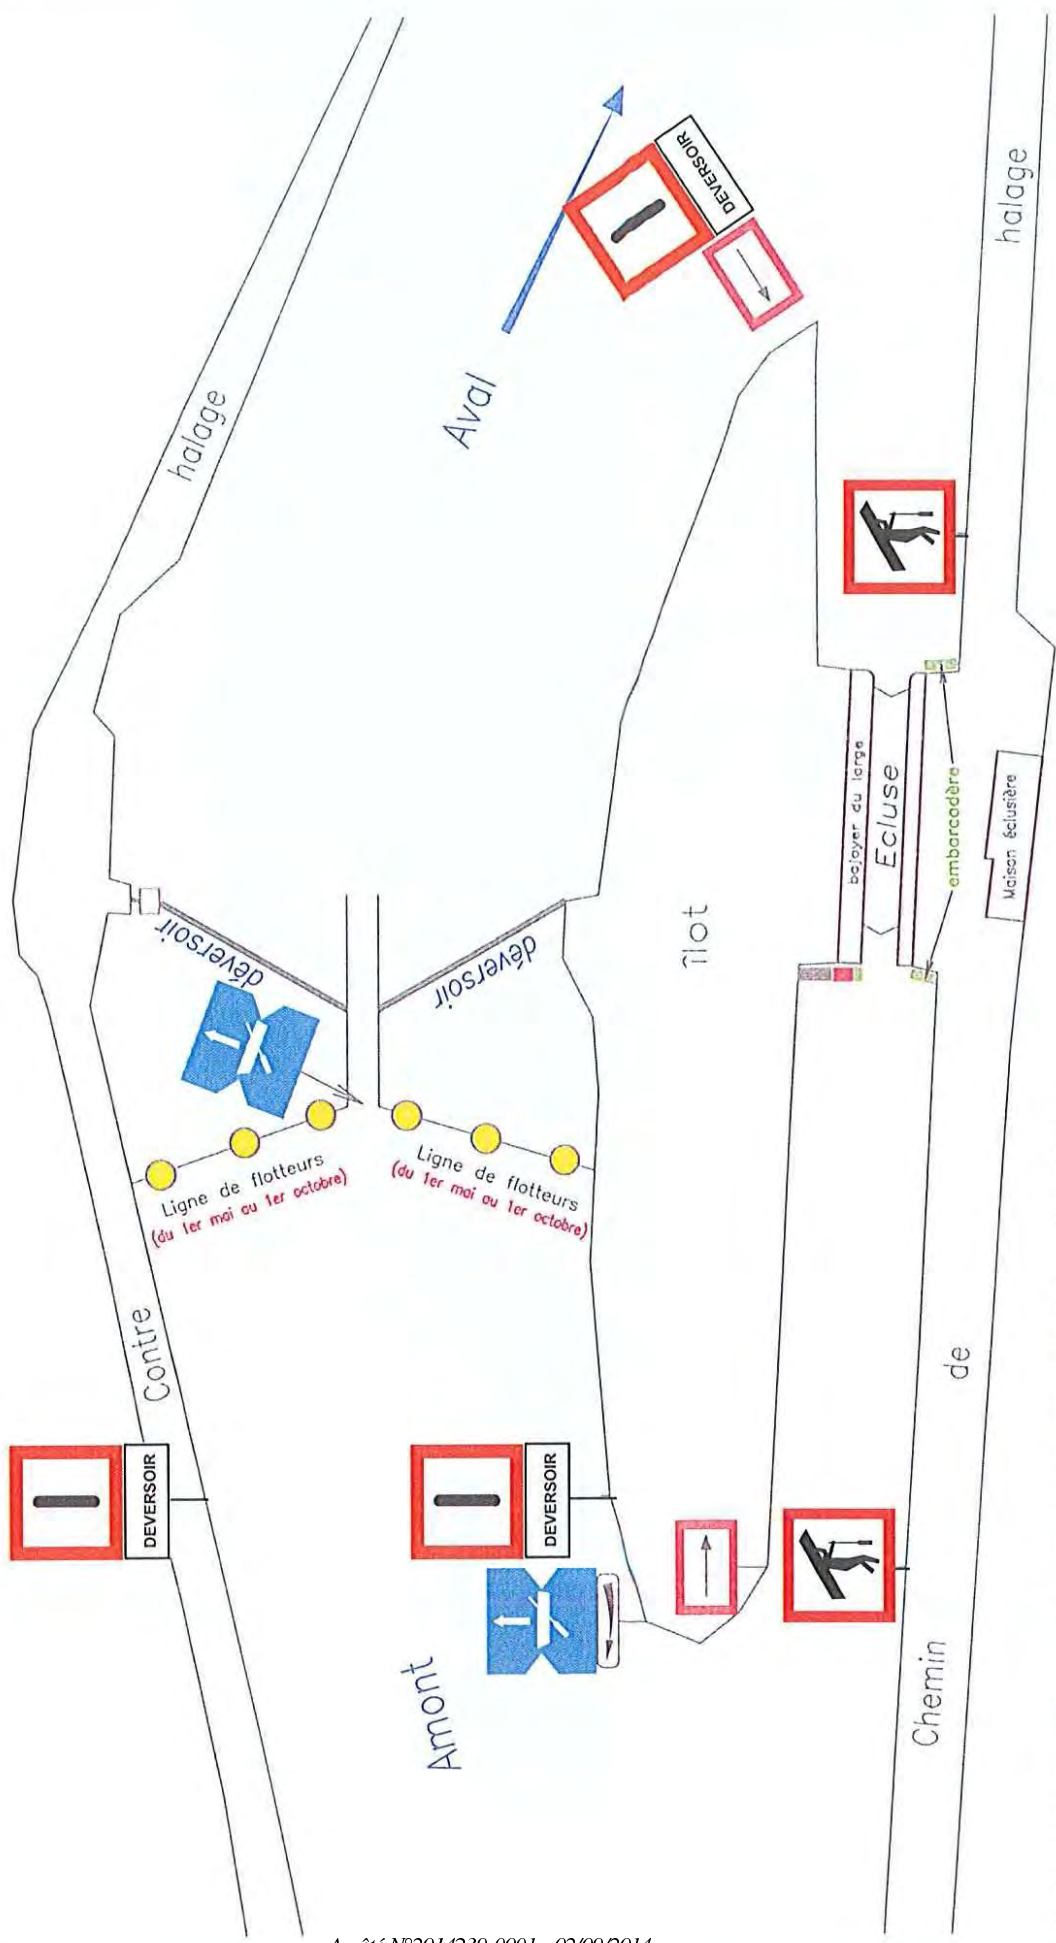 halage
halage
DEVERSOIR
Aval
déversoir
déversoir
îlot
bajoyer du large
Ecluse
embarcadère
Maison éclusière
Ligne de flotteurs
(du 1er mai au 1er octobre)
Ligne de flotteurs
(du 1er mai au 1er octobre)
Contre
DEVERSOIR
DEVERSOIR
Amont
Chemin
de